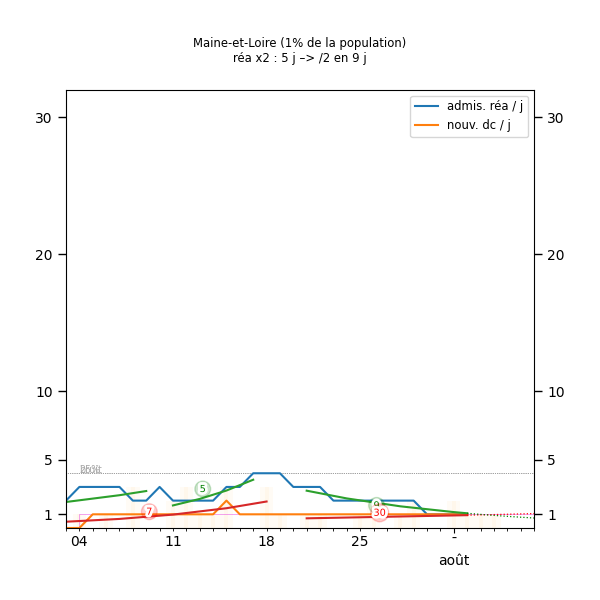 Maine-et-Loire (1% de la population)
réa x2 : 5 j –> /2 en 9 j
admis. réa / j
nouv. dc / j
30 30
20 20
10 10
5 5
1 1
5
7
9
30
04 11 18 25 -
août